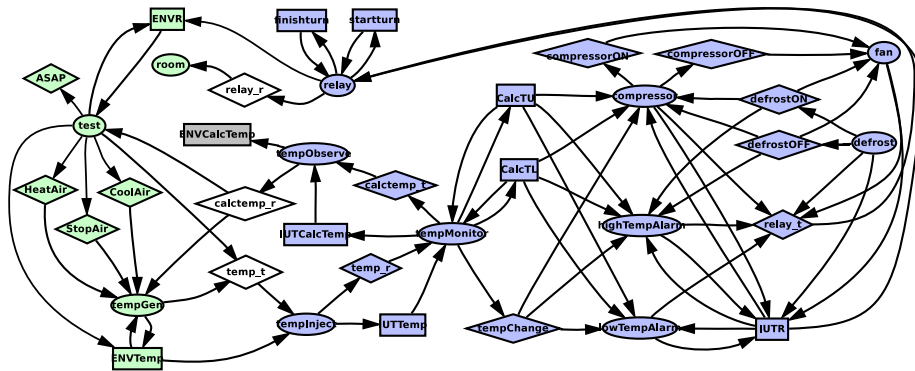 ENVR
finishturn
startturn
room
ASAP
relay_r
relay
test
ENVCalcTemp
tempObserve
HeatAir
CoolAir
calctemp_r
calctemp_t
StopAir
IUTCalcTemp
tempMonitor
temp_t
temp_r
tempGen
tempInject
UTTemp
ENVTemp
compressorON
compressorOFF
fan
CalcTU
compressor
defrostON
defrostOFF
defrost
CalcTL
highTempAlarm
relay_t
tempChange
lowTempAlarm
IUTR